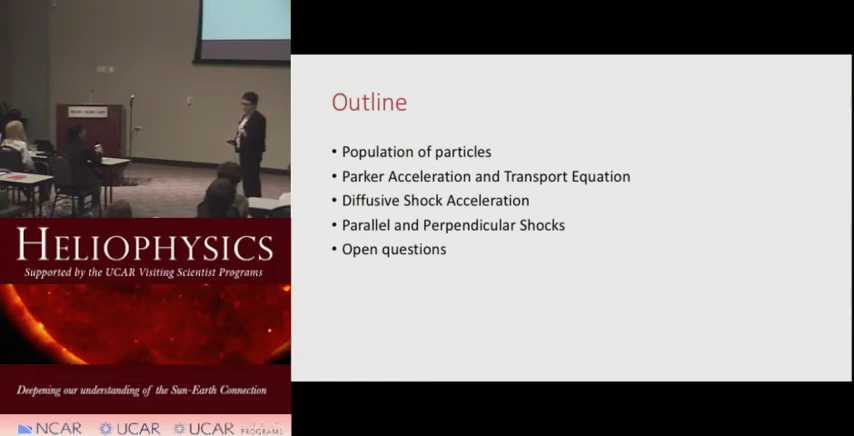 Outline
• Population of particles
• Parker Acceleration and Transport Equation
• Diffusive Shock Acceleration
• Parallel and Perpendicular Shocks
• Open questions
HELIOPHYSICS
Supported by the UCAR Visiting Scientist Programs
Deepening our understanding of the Sun-Earth Connection
NCAR UCAR UCAR
PROGRAMS